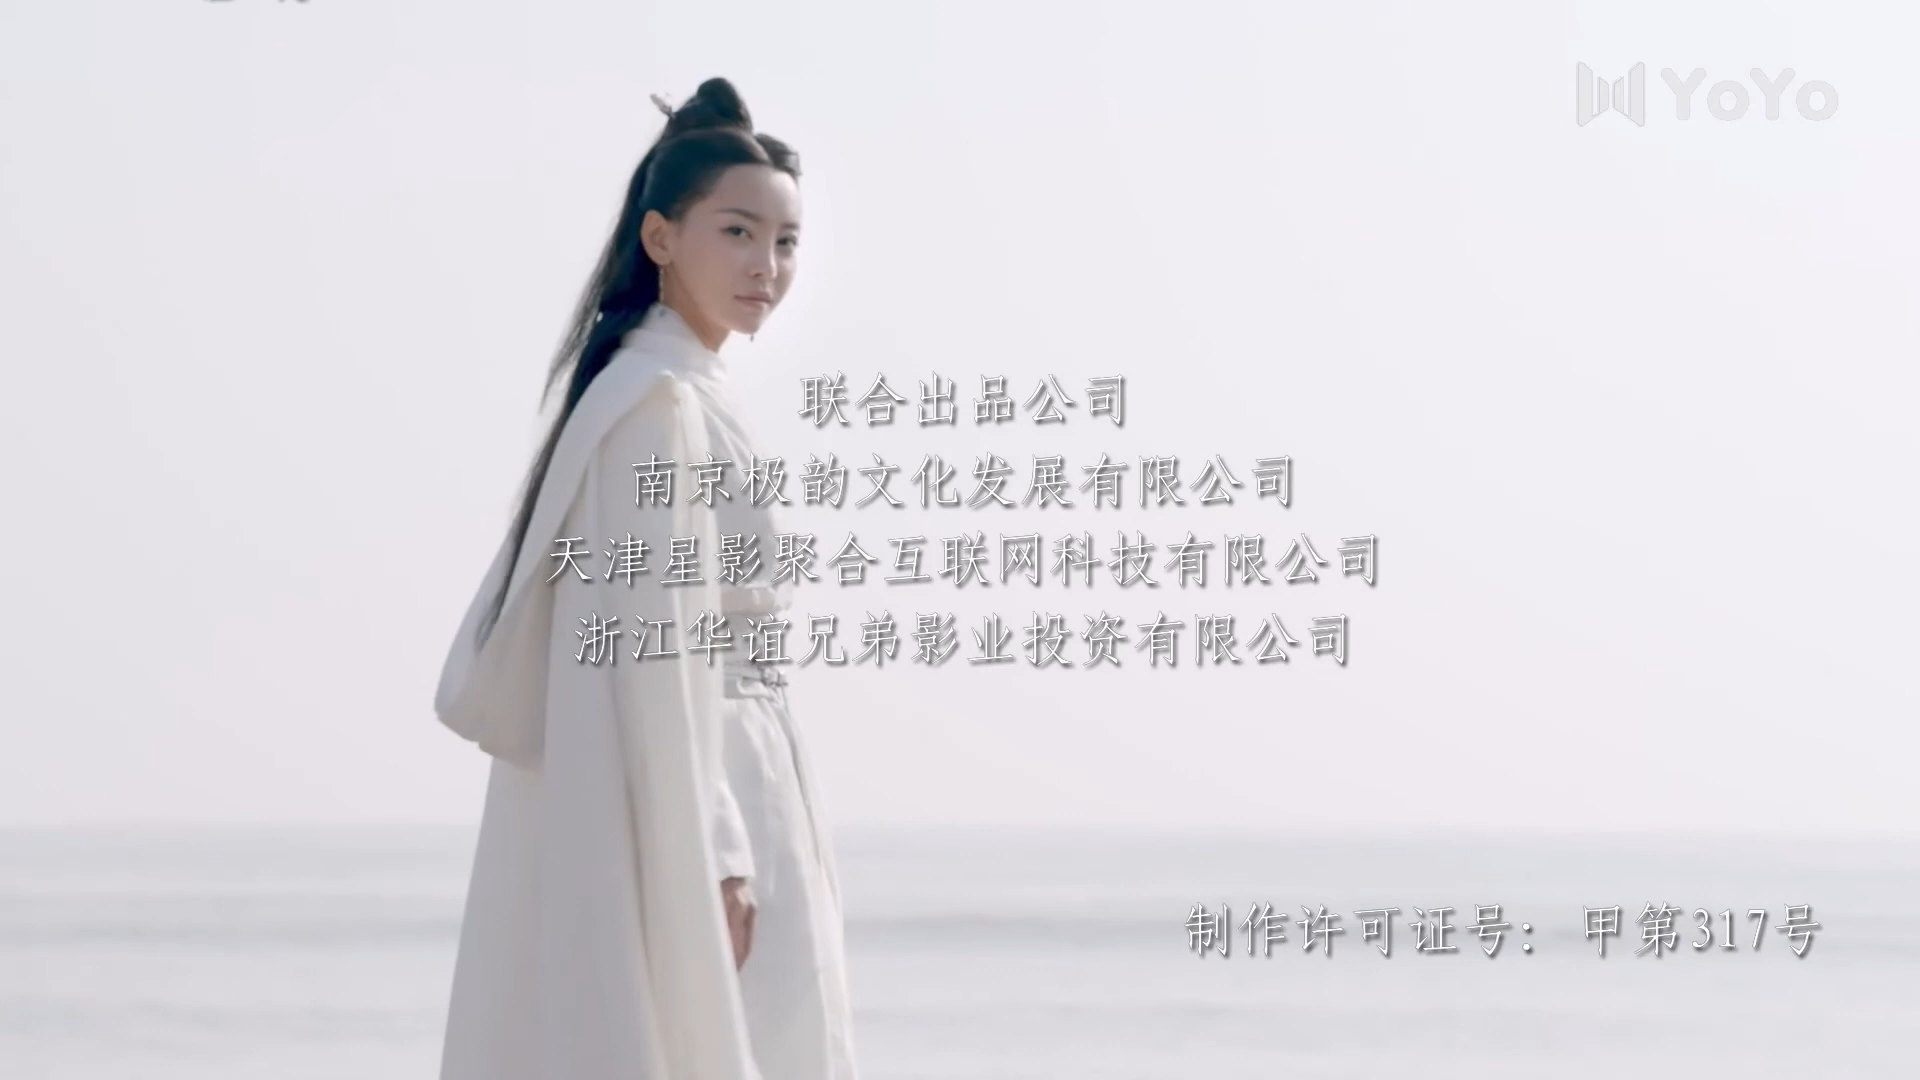 YoYo
联合出品公司
南京极韵文化发展有限公司
天津星影聚合互联网科技有限公司
浙江华谊兄弟影业投资有限公司
制作许可证号：甲第317号